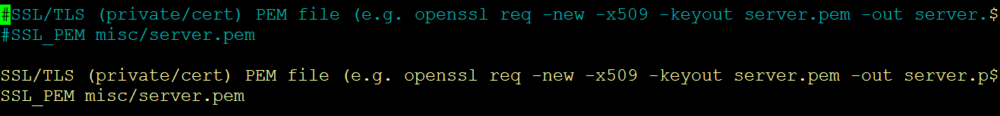 #SSL/TLS (private/cert) PEM file (e.g. openssl req -new -x509 -keyout server.pem -out server.$
#SSL_PEM misc/server.pem
SSL/TLS (private/cert) PEM file (e.g. openssl req -new -x509 -keyout server.pem -out server.p$
SSL_PEM misc/server.pem